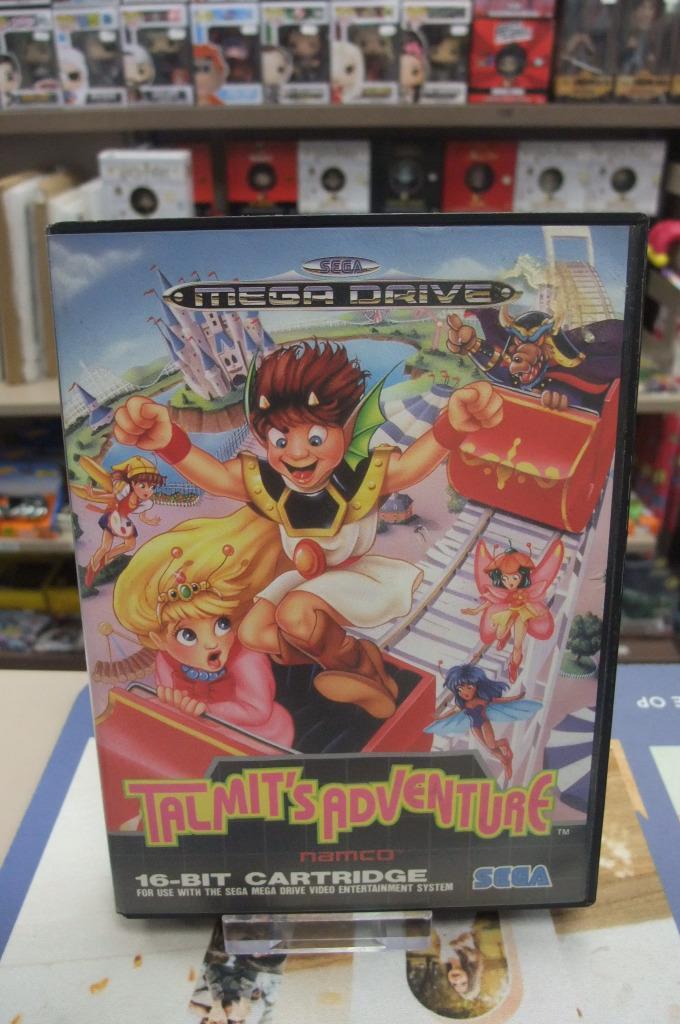 SEGA
MEGA DRIVE
TALMIT'S ADVENTURE
TM
namco
16-BIT CARTRIDGE
FOR USE WITH THE SEGA MEGA DRIVE VIDEO ENTERTAINMENT SYSTEM
SEGA
E OP